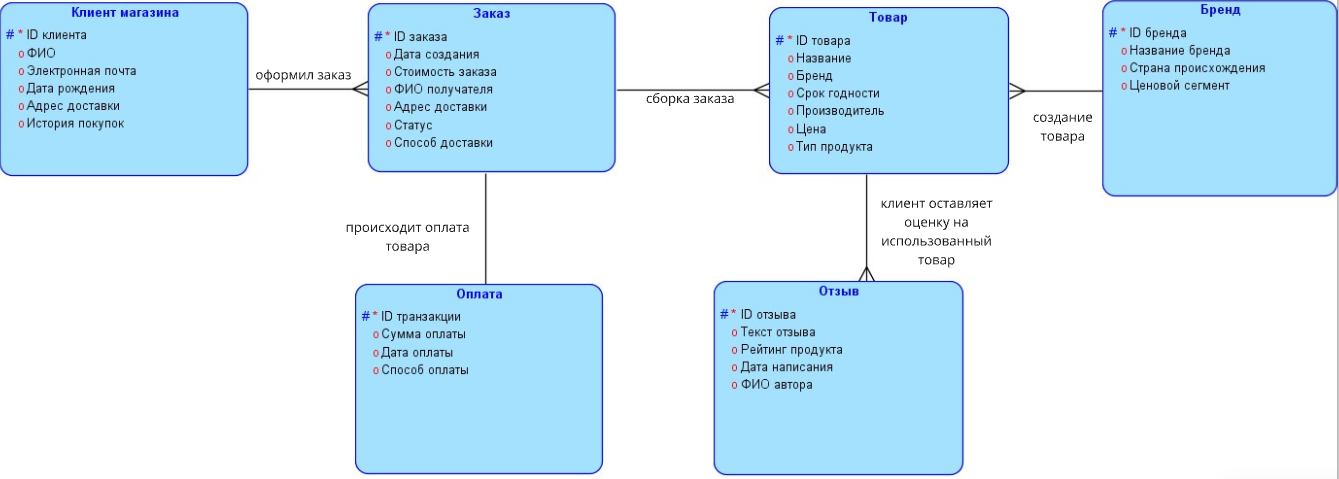 Клиент магазина
# * ID клиента
o ФИО
o Электронная почта
o Дата рождения
o Адрес доставки
o История покупок
оформил заказ
Заказ
# * ID заказа
o Дата создания
o Стоимость заказа
o ФИО получателя
o Адрес доставки
o Статус
o Способ доставки
сборка заказа
Товар
# * ID товара
o Название
o Бренд
o Срок годности
o Производитель
o Цена
o Тип продукта
создание
товара
Бренд
# * ID бренда
o Название бренда
o Страна происхождения
o Ценовой сегмент
происходит оплата
товара
клиент оставляет
оценку на
использованный
товар
Оплата
# * ID транзакции
o Сумма оплаты
o Дата оплаты
o Способ оплаты
Отзыв
# * ID отзыва
o Текст отзыва
o Рейтинг продукта
o Дата написания
o ФИО автора